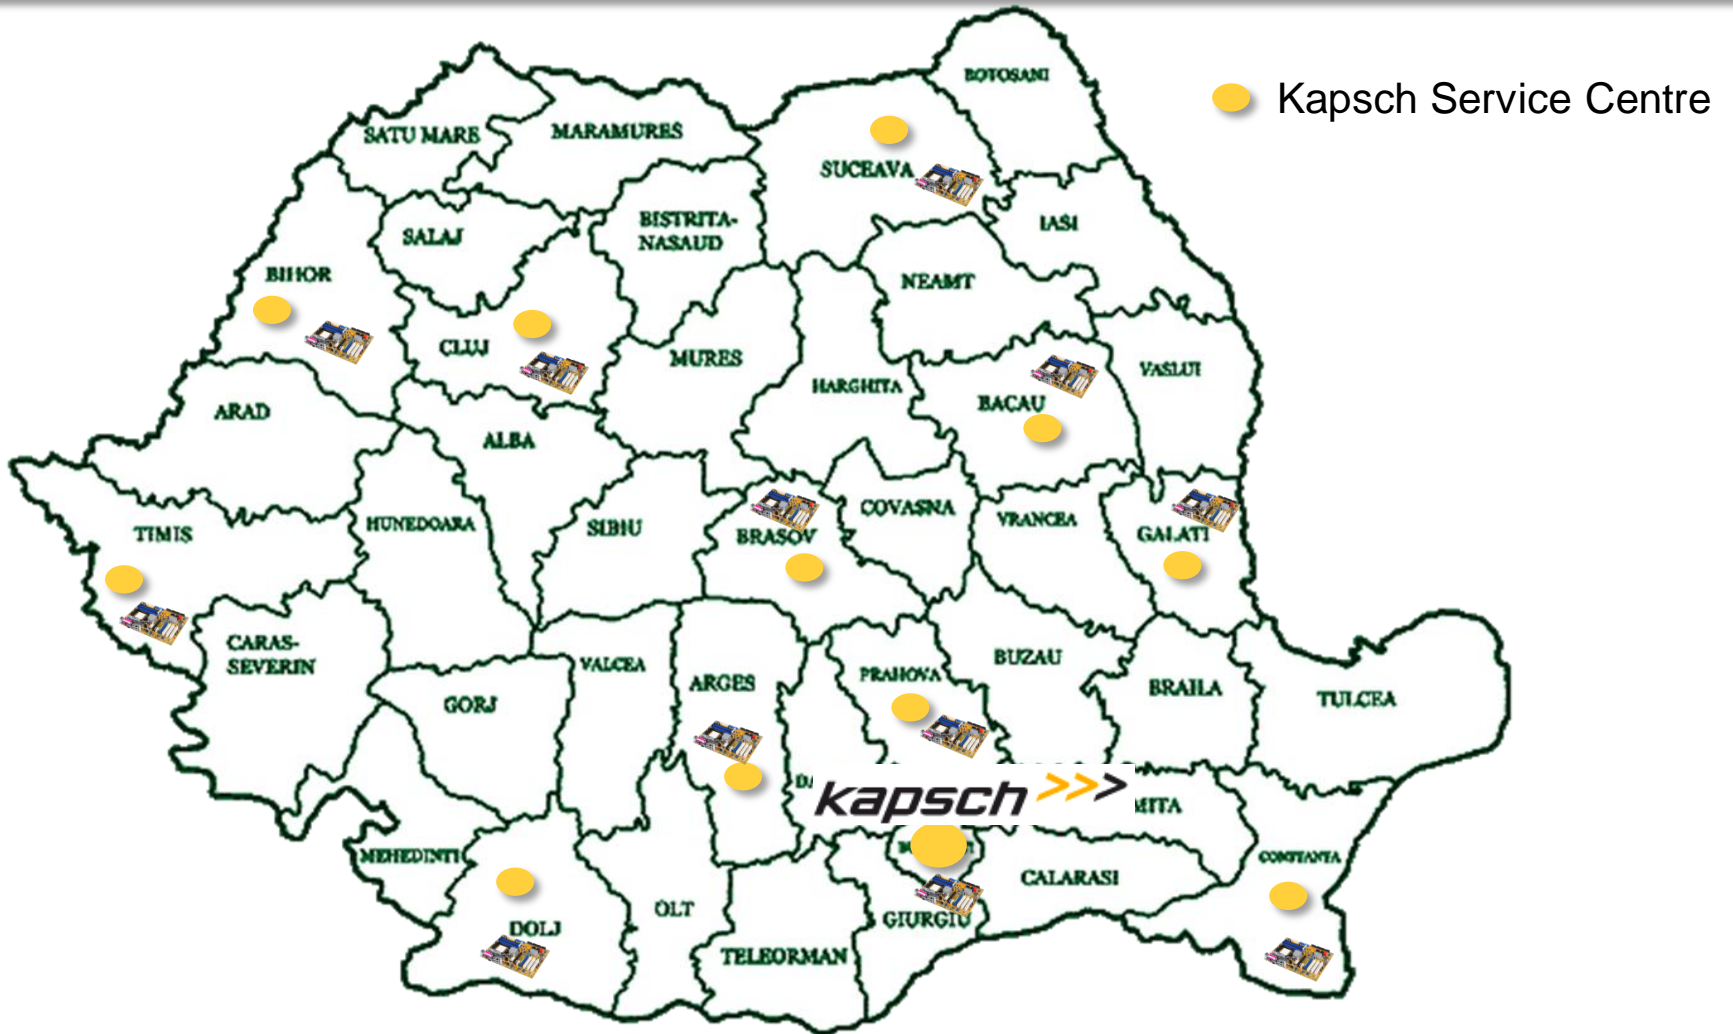 BOTOSANI
Kapsch Service Centre
SATU MARE
MARAMURES
SUCEAVA
BISTRITA-
NASAUD
IASI
SALAJ
BIHOR
NEAMT
CLUJ
MURES
HARGHITA
VASLUI
BACAU
ARAD
ALBA
COVASNA
VRANCEA
HUNEDOARA
SIBIU
BRASOV
GALATI
TIMIS
CARAS-
SEVERIN
VALCEA
ARGES
PRAHOVA
BUZAU
BRAILA
TULCEA
GORJ
kapsch >>>
MEHEDINTI
CONSTANTA
CALARASI
OLT
GIURGIU
DOLJ
TELEORMAN